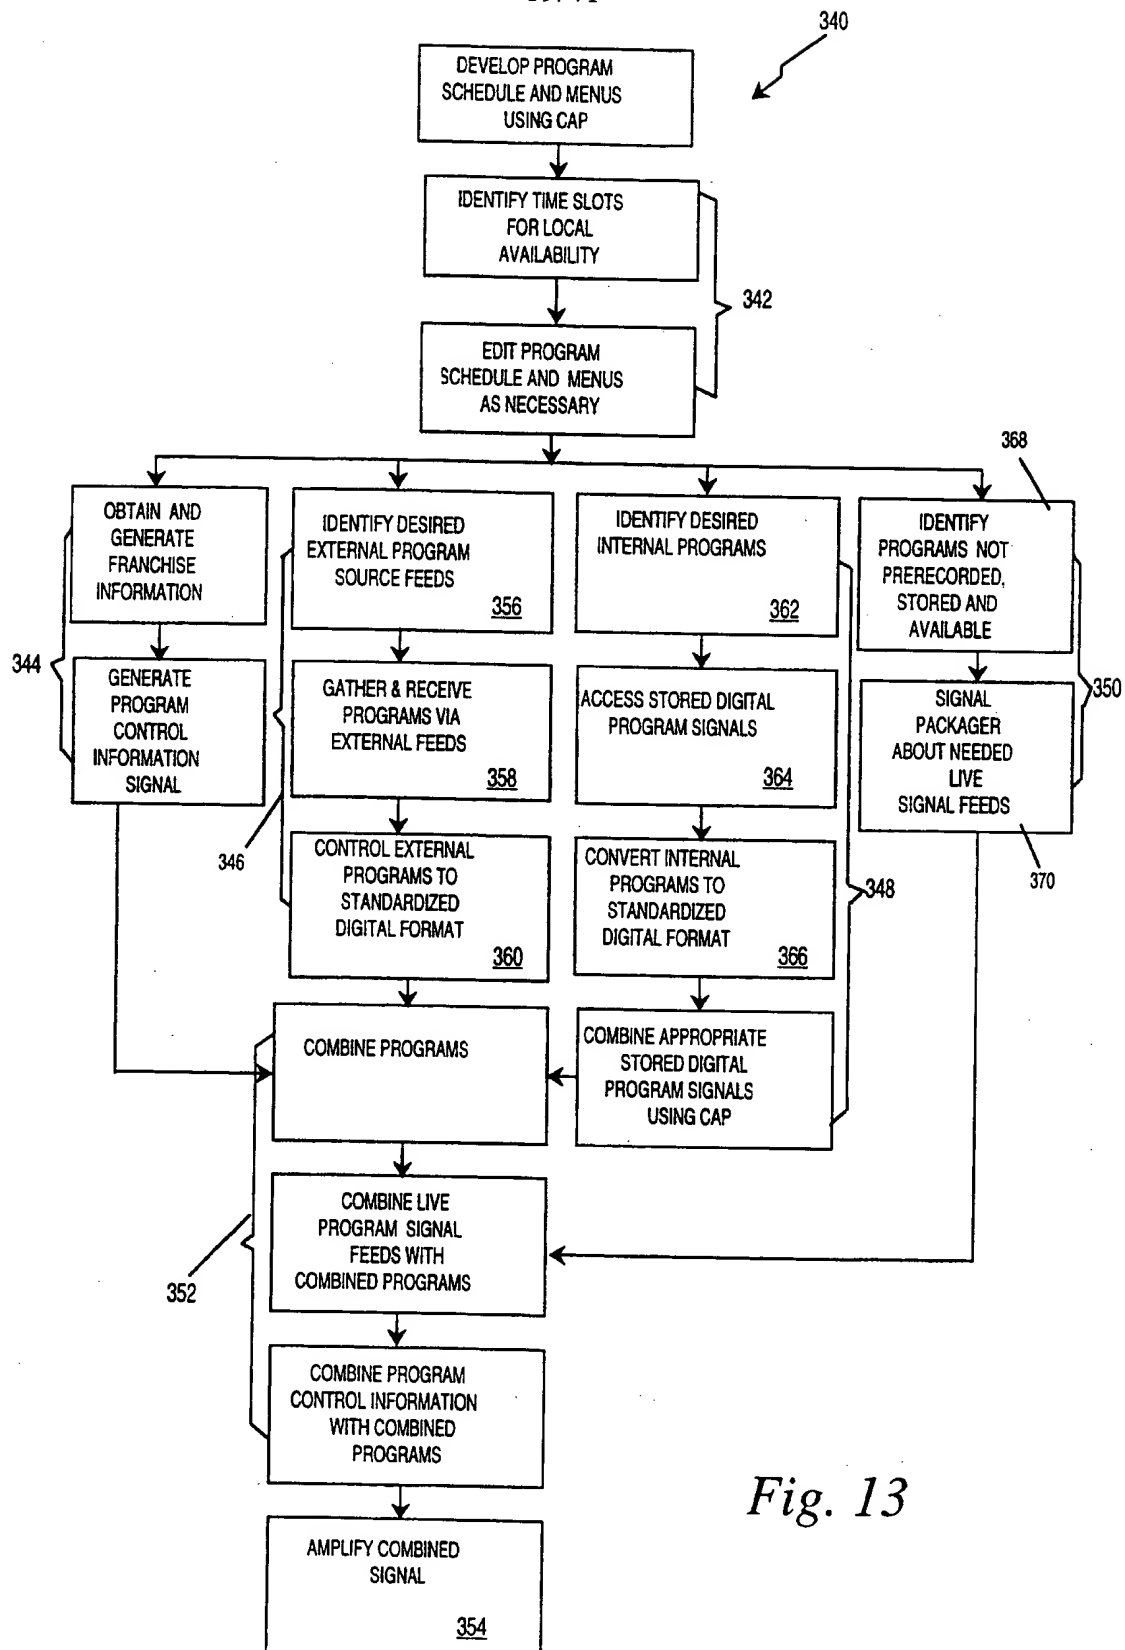 340
DEVELOP PROGRAM
SCHEDULE AND MENUS
USING CAP
IDENTIFY TIME SLOTS
FOR LOCAL
AVAILABILITY
342
EDIT PROGRAM
SCHEDULE AND MENUS
AS NECESSARY
368
OBTAIN AND
GENERATE
FRANCHISE
INFORMATION
344
GENERATE
PROGRAM
CONTROL
INFORMATION
SIGNAL
IDENTIFY DESIRED
EXTERNAL PROGRAM
SOURCE FEEDS
356
GATHER & RECEIVE
PROGRAMS VIA
EXTERNAL FEEDS
358
346
CONTROL EXTERNAL
PROGRAMS TO
STANDARDIZED
DIGITAL FORMAT
360
IDENTIFY DESIRED
INTERNAL PROGRAMS
362
ACCESS STORED DIGITAL
PROGRAM SIGNALS
364
CONVERT INTERNAL
PROGRAMS TO
STANDARDIZED
DIGITAL FORMAT
366
348
COMBINE APPROPRIATE
STORED DIGITAL
PROGRAM SIGNALS
USING CAP
IDENTIFY
PROGRAMS NOT
PRERECORDED,
STORED AND
AVAILABLE
350
SIGNAL
PACKAGER
ABOUT NEEDED
LIVE
SIGNAL FEEDS
370
COMBINE PROGRAMS
COMBINE LIVE
PROGRAM SIGNAL
FEEDS WITH
COMBINED PROGRAMS
352
COMBINE PROGRAM
CONTROL INFORMATION
WITH COMBINED
PROGRAMS
AMPLIFY COMBINED
SIGNAL
354
Fig. 13